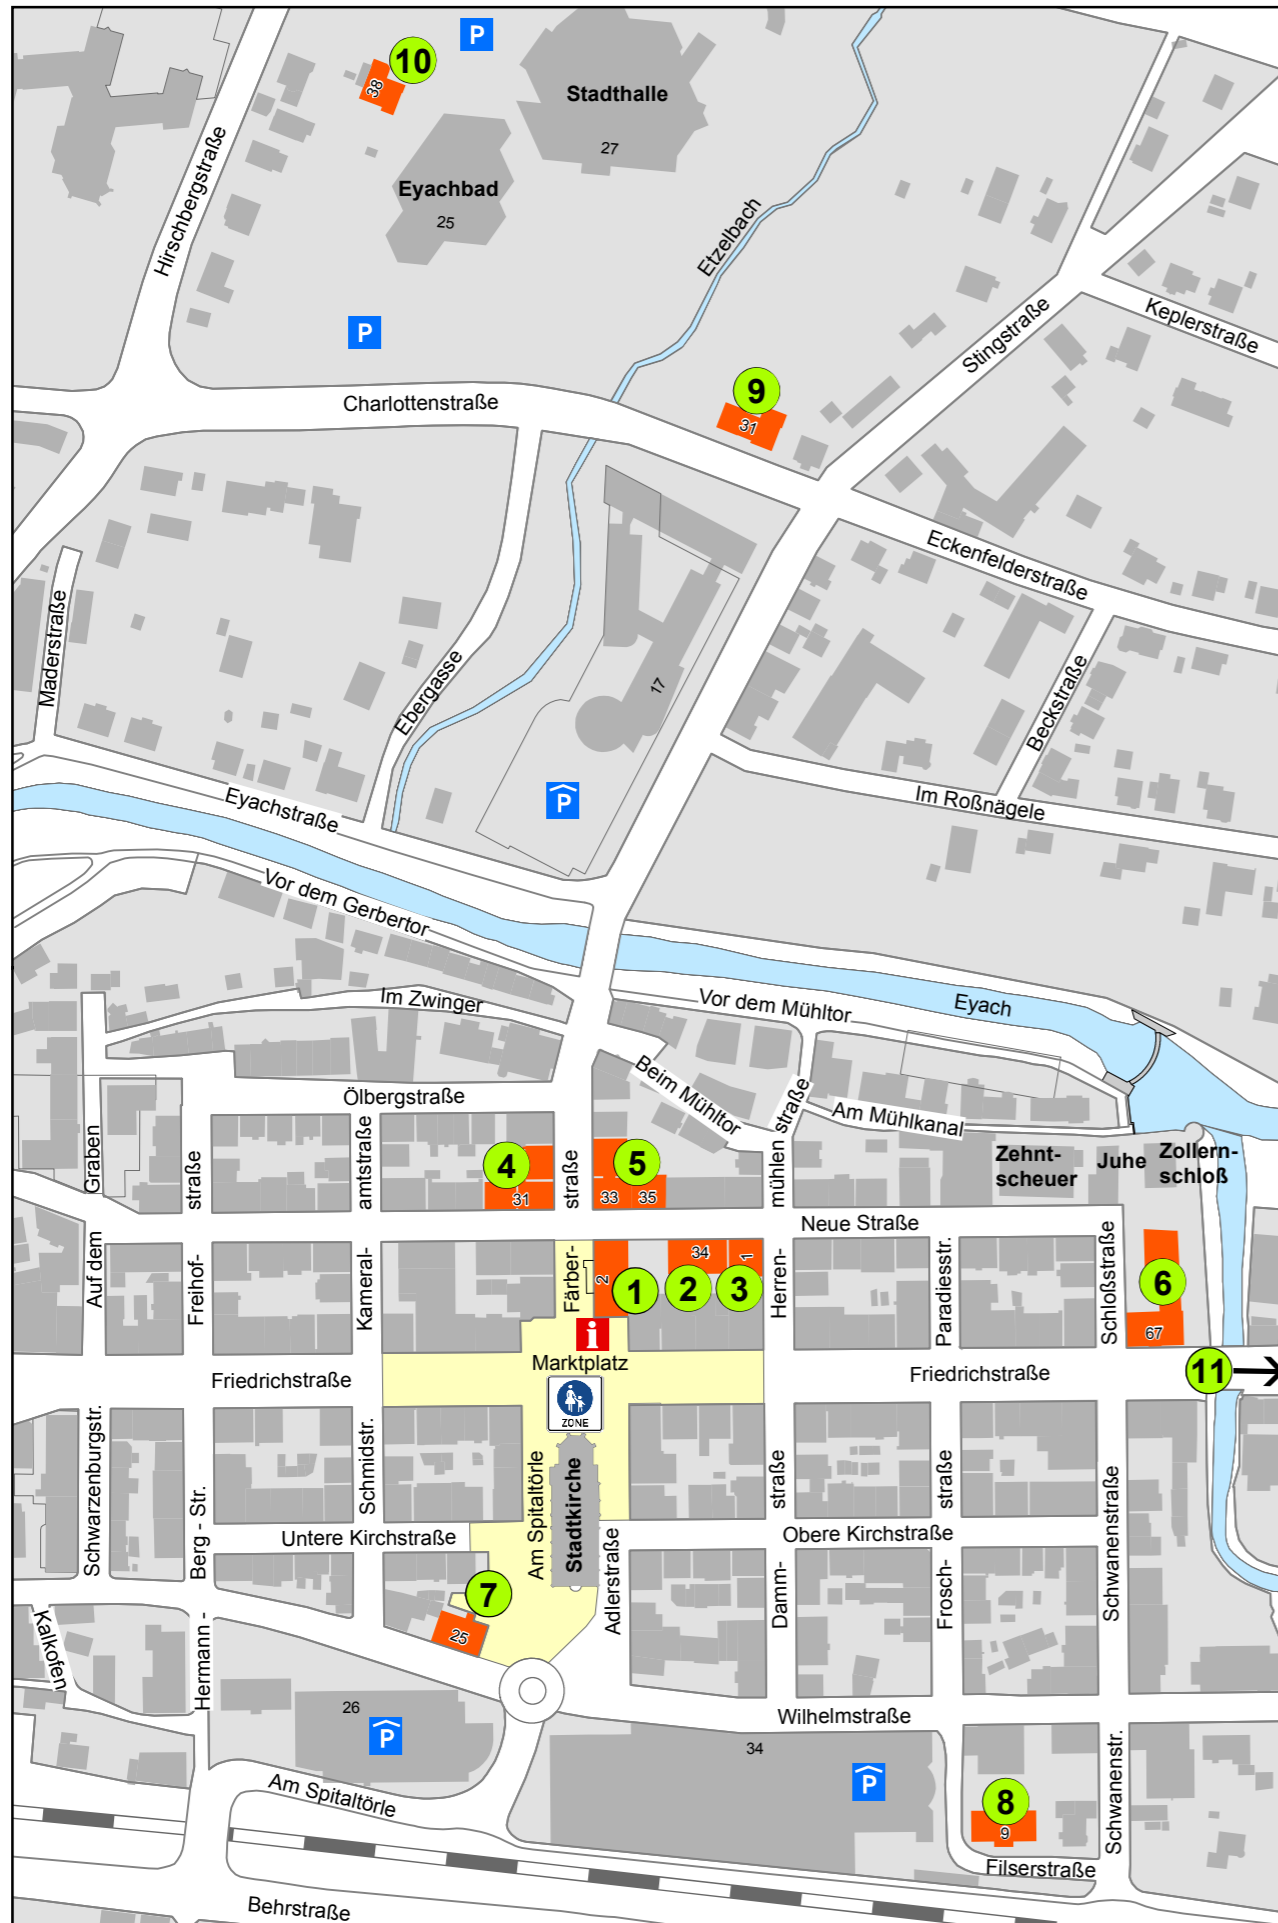 P
10
38
Stadthalle
27
Eyachbad
25
Hirschbergstraße
Etzelbach
P
Keplerstraße
Stingstraße
9
31
Charlottenstraße
Eckenfelderstraße
Maderstraße
Ebergasse
17
Beckstraße
P
Im Roßnägele
Eyachstraße
Vor dem Gerbertor
Im Zwinger
Vor dem Mühltor
Eyach
Beim Mühltor
Ölbergstraße
Am Mühlkanal
Graben
straße
amtstraße
4
31
straße
5
33
35
mühlen
straße
Zehnt-
scheuer
Juhe
Zollern-
schloß
Neue Straße
Auf dem
Freihof-
Kameral-
Färber-
2
1
34
2
1
3
Herren-
Paradiesstr.
Schloßstraße
6
67
i
Marktplatz
Friedrichstraße
Friedrichstraße
11
ZONE
Schwarzenburgstr.
Berg - Str.
Schmidstr.
Am Spitaltörle
Stadtkirche
straße
straße
Schwanenstraße
Untere Kirchstraße
Obere Kirchstraße
Adlerstraße
7
25
Damm-
Frosch-
Kalkofen
Hermann -
26
P
Wilhelmstraße
34
P
Am Spitaltörle
8
9
Schwanenstr.
Filserstraße
Behrstraße